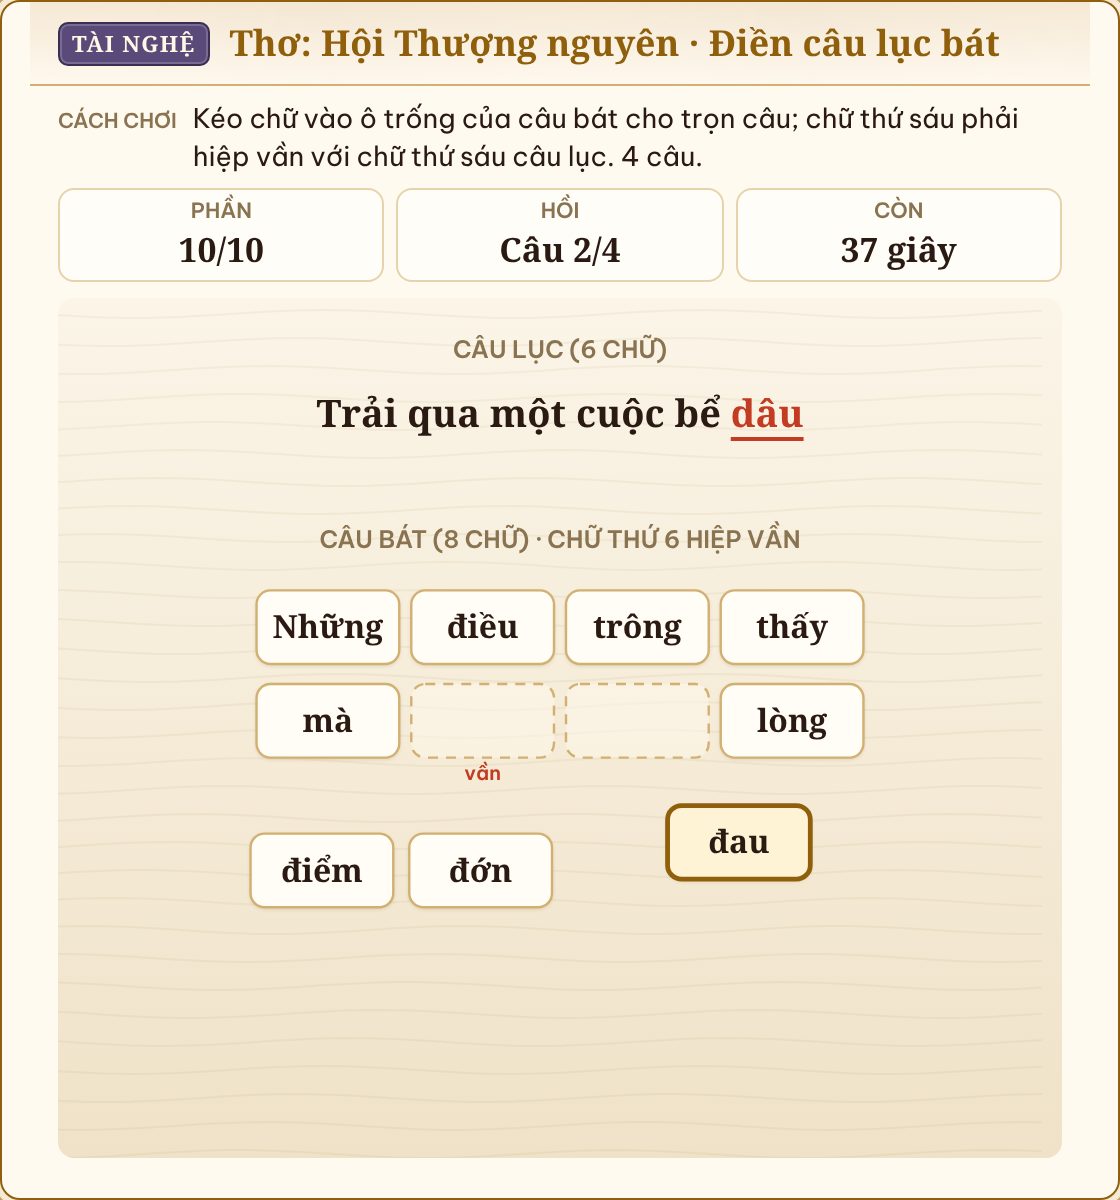 TÀI NGHỆ Thơ: Hội Thượng nguyên · Điền câu lục bát
CÁCH CHƠI Kéo chữ vào ô trống của câu bát cho trọn câu; chữ thứ sáu phải
hiệp vần với chữ thứ sáu câu lục. 4 câu.
PHẦN HỒI CÒN
10/10 Câu 2/4 37 giây
CÂU LỤC (6 CHỮ)
Trải qua một cuộc bể dâu
CÂU BÁT (8 CHỮ) · CHỮ THỨ 6 HIỆP VẦN
Những điều trông thấy
mà lòng
vần
đau
điểm đớn